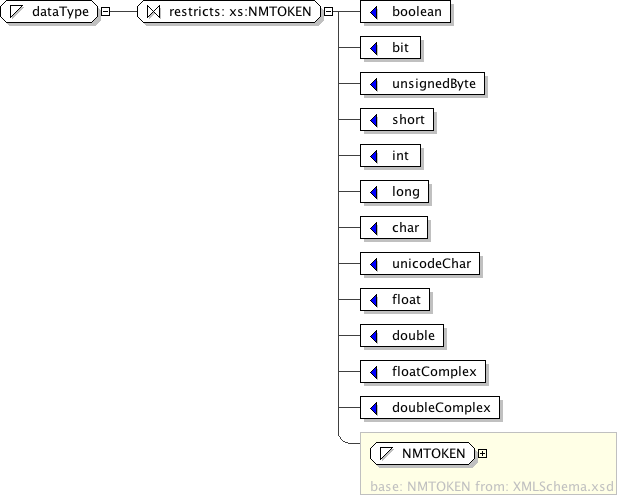 dataType
restricts: xs:NMTOKEN
boolean
bit
unsignedByte
short
int
long
char
unicodeChar
float
double
floatComplex
doubleComplex
NMTOKEN
base: NMTOKEN from: XMLSchema.xsd